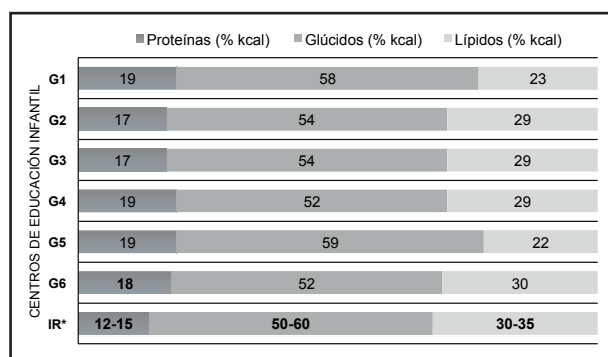 Proteínas (% kcal) Glúcidos (% kcal) Lípidos (% kcal)
CENTROS DE EDUCACIÓN INFANTIL
G1 19 58 23
G2 17 54 29
G3 17 54 29
G4 19 52 29
G5 19 59 22
G6 18 52 30
IR* 12-15 50-60 30-35